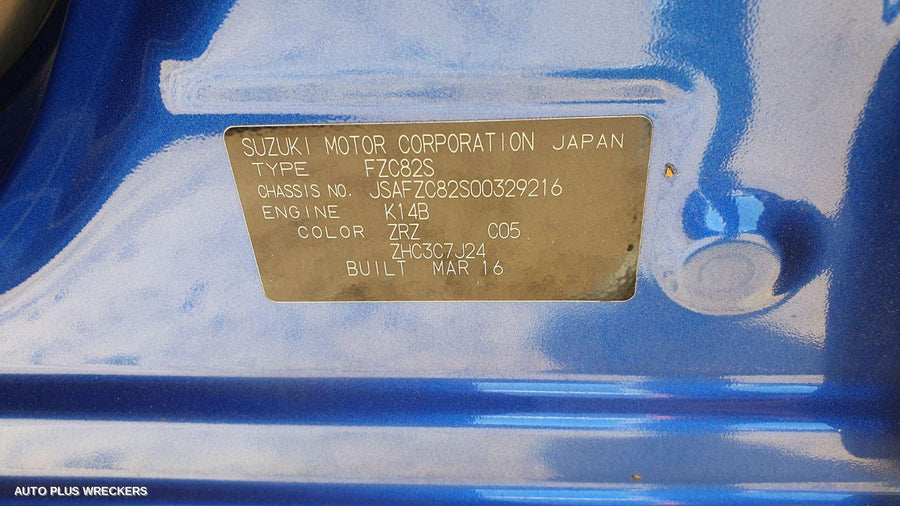 SUZUKI MOTOR CORPORATION JAPAN
TYPE FZC82S
CHASSIS NO. JSAFZC82S00329216
ENGINE K14B
COLOR ZRZ C05
ZHC3C7J24
BUILT MAR 16
AUTO PLUS WRECKERS